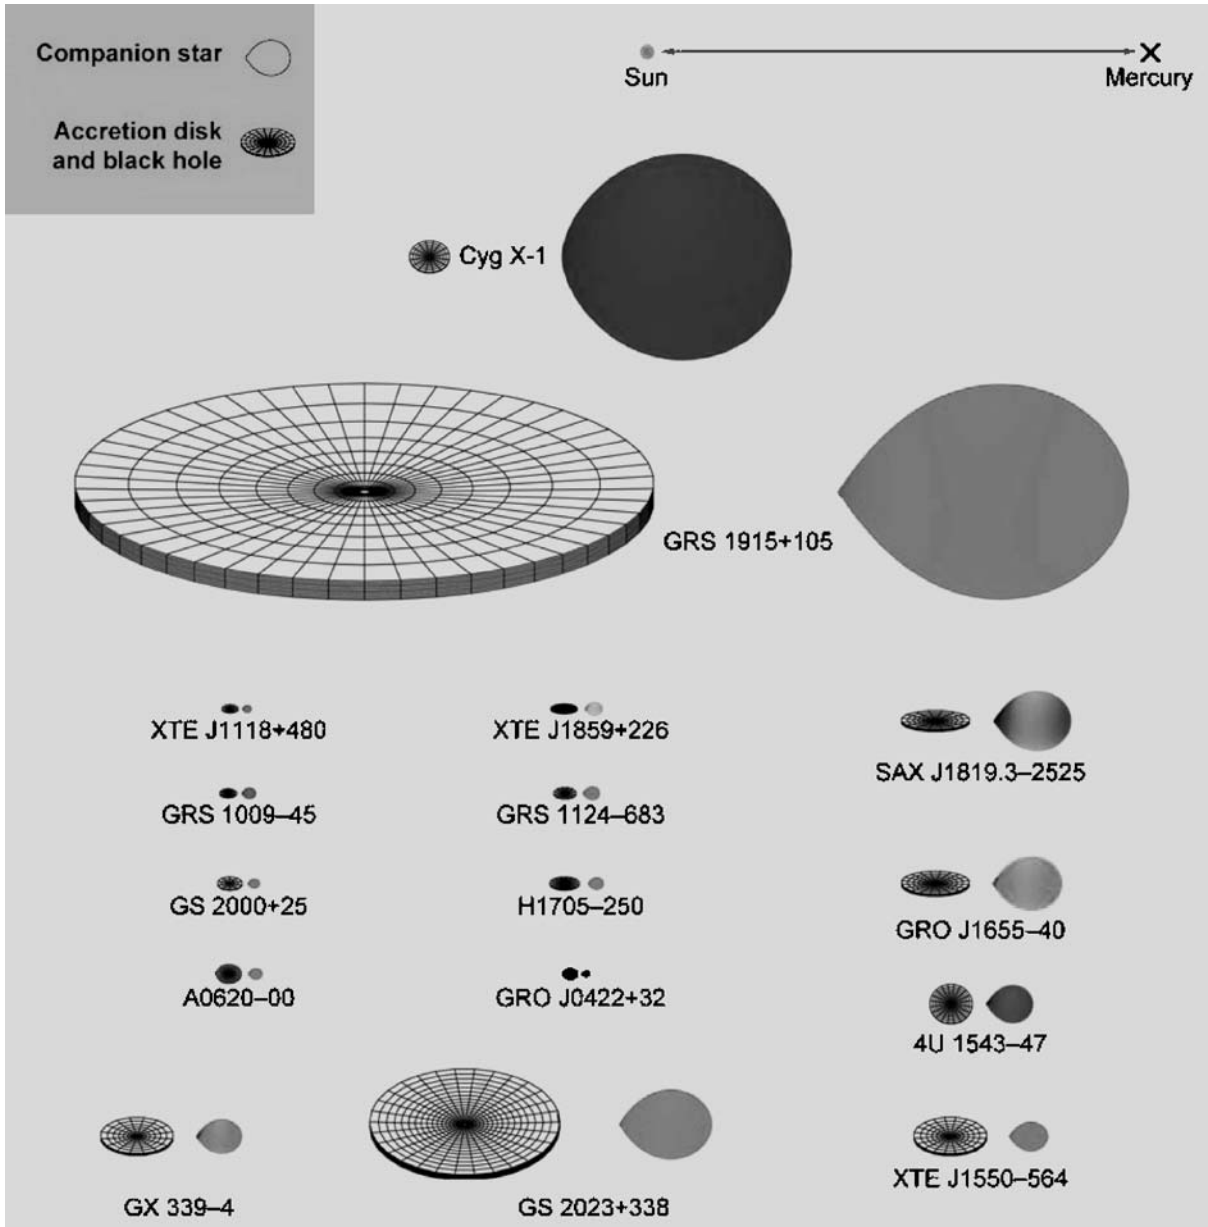 Companion star
Accretion disk
and black hole
Sun
Mercury
Cyg X-1
GRS 1915+105
XTE J1118+480
XTE J1859+226
SAX J1819.3–2525
GRS 1009–45
GRS 1124–683
GS 2000+25
H1705–250
GRO J1655–40
A0620–00
GRO J0422+32
4U 1543–47
GX 339–4
GS 2023+338
XTE J1550–564